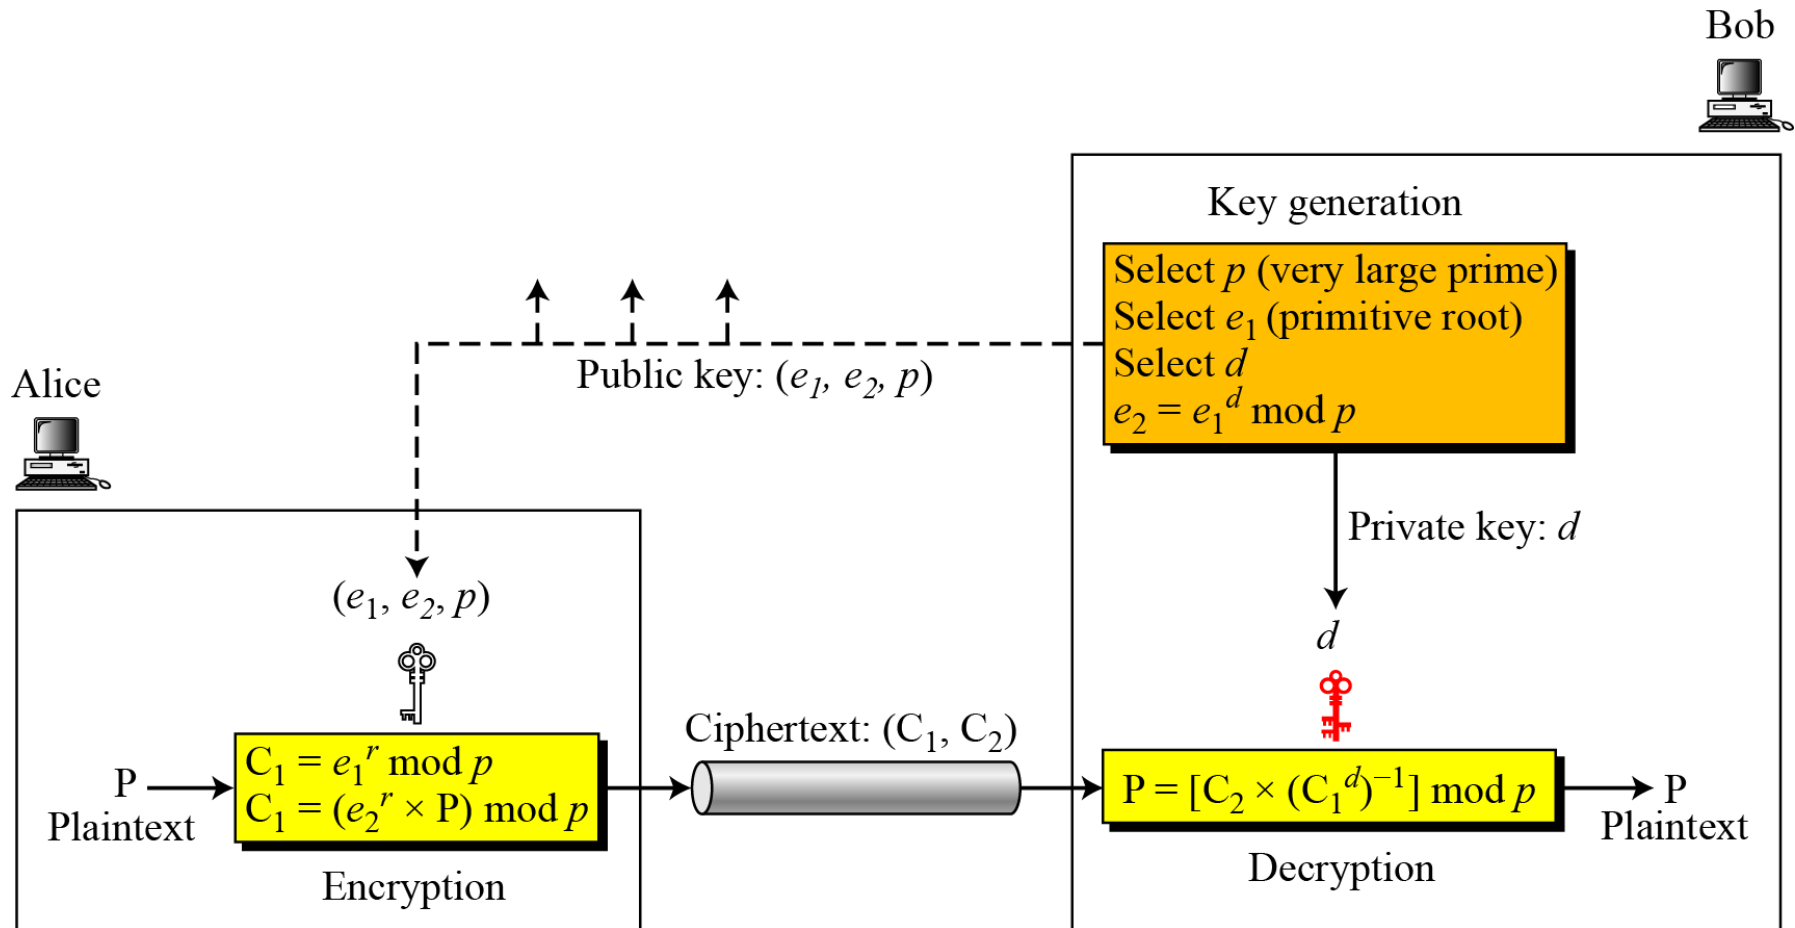 Bob
Key generation
Select p (very large prime)
Select e₁ (primitive root)
Select d
e₂ = e₁ᵈ mod p
Public key: (e₁, e₂, p)
Alice
Private key: d
(e₁, e₂, p)
d
Ciphertext: (C₁, C₂)
C₁ = e₁ʳ mod p
C₁ = (e₂ʳ × P) mod p
P
Plaintext
P = [C₂ × (C₁ᵈ)⁻¹] mod p
P
Plaintext
Encryption
Decryption